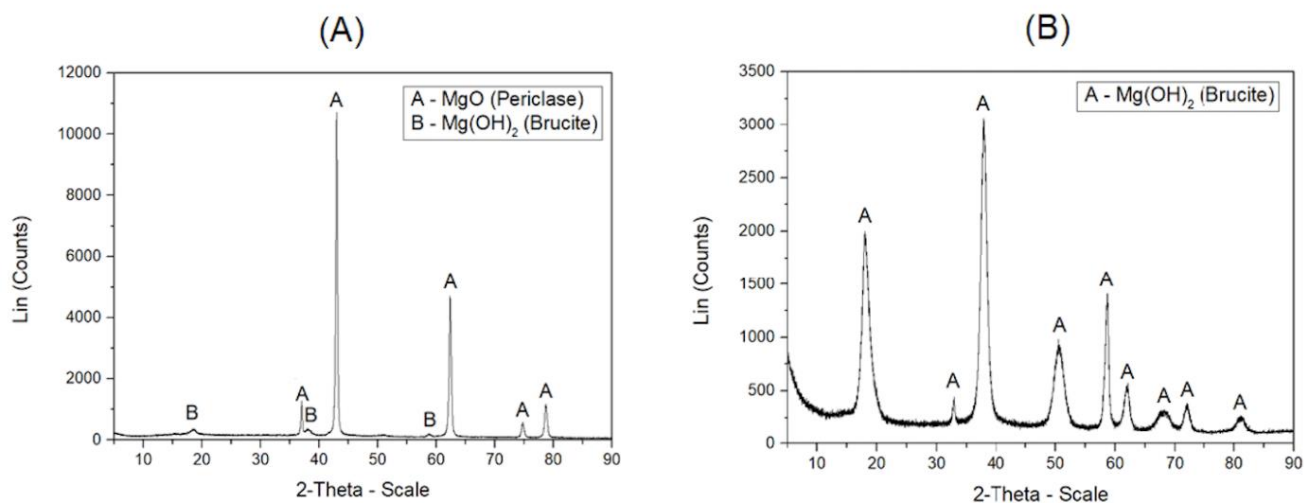 (A)
12000
10000
8000
6000
4000
2000
0
Lin (Counts)
A - MgO (Periclase)
B - Mg(OH)₂ (Brucite)
B
A
B
A
B
A
A
A
10 20 30 40 50 60 70 80 90
2-Theta - Scale
(B)
3500
3000
2500
2000
1500
1000
500
0
Lin (Counts)
A - Mg(OH)₂ (Brucite)
A
A
A
A
A
A
A
A
A
10 20 30 40 50 60 70 80 90
2-Theta - Scale